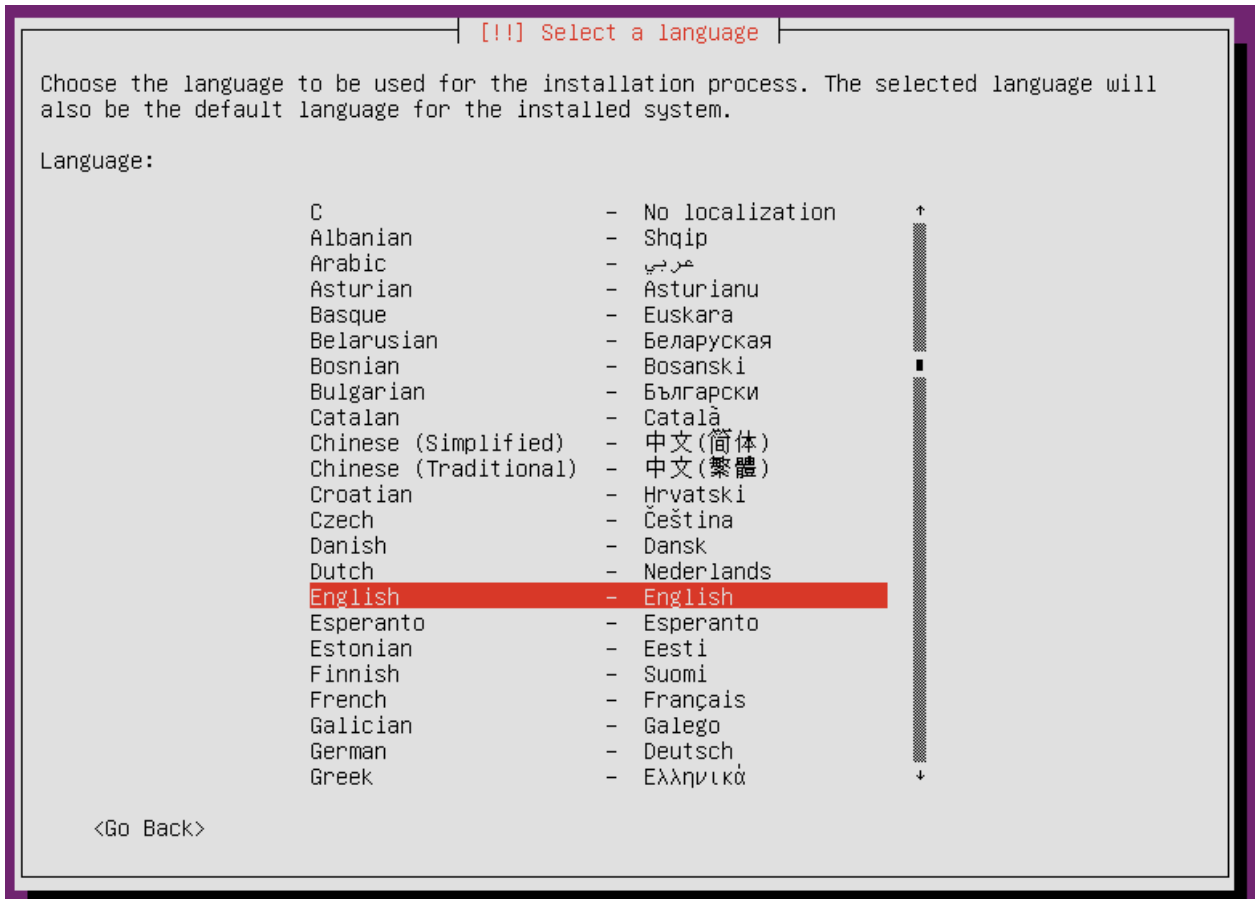 [!!] Select a language
Choose the language to be used for the installation process. The selected language will
also be the default language for the installed system.
Language:
C - No localization ↑
Albanian - Shqip
Arabic - عربي
Asturian - Asturianu
Basque - Euskara
Belarusian - Беларуская
Bosnian - Bosanski
Bulgarian - Български
Catalan - Català
Chinese (Simplified) - 中文(简体)
Chinese (Traditional) - 中文(繁體)
Croatian - Hrvatski
Czech - Čeština
Danish - Dansk
Dutch - Nederlands
English - English
Esperanto - Esperanto
Estonian - Eesti
Finnish - Suomi
French - Français
Galician - Galego
German - Deutsch
Greek - Ελληνικά ↓
<Go Back>